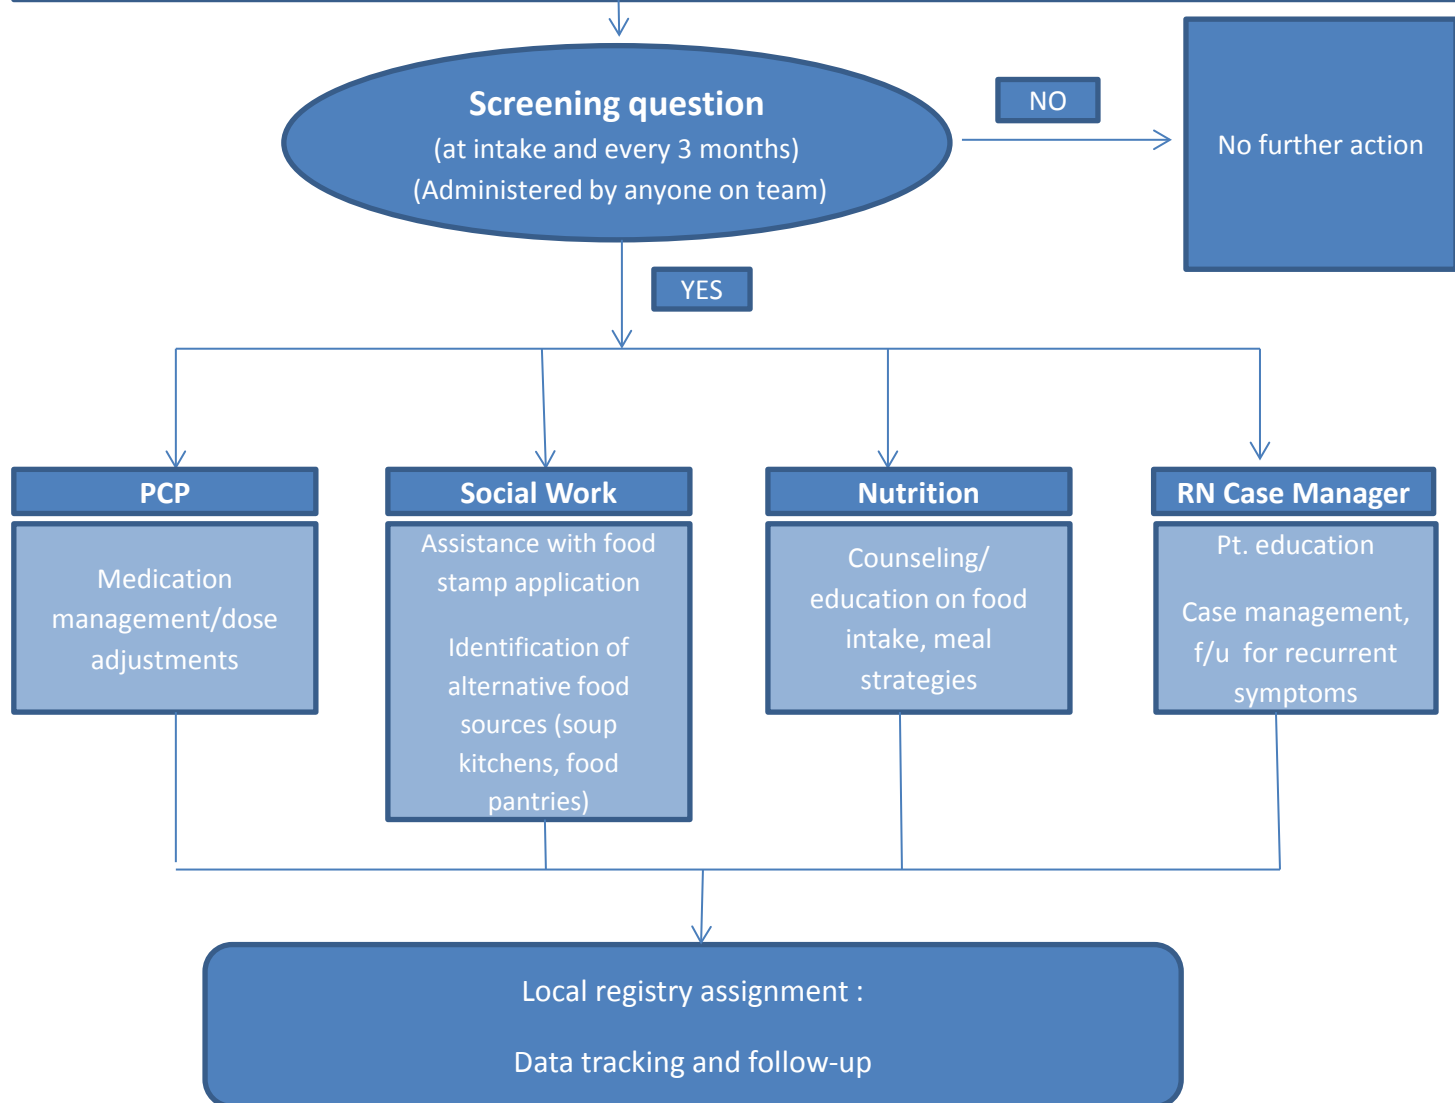 Screening question
(at intake and every 3 months)
(Administered by anyone on team)
NO
No further action
YES
PCP
Medication
management/dose
adjustments
Social Work
Assistance with food
stamp application
Identification of
alternative food
sources (soup
kitchens, food
pantries)
Nutrition
Counseling/
education on food
intake, meal
strategies
RN Case Manager
Pt. education
Case management,
f/u  for recurrent
symptoms
Local registry assignment :
Data tracking and follow-up